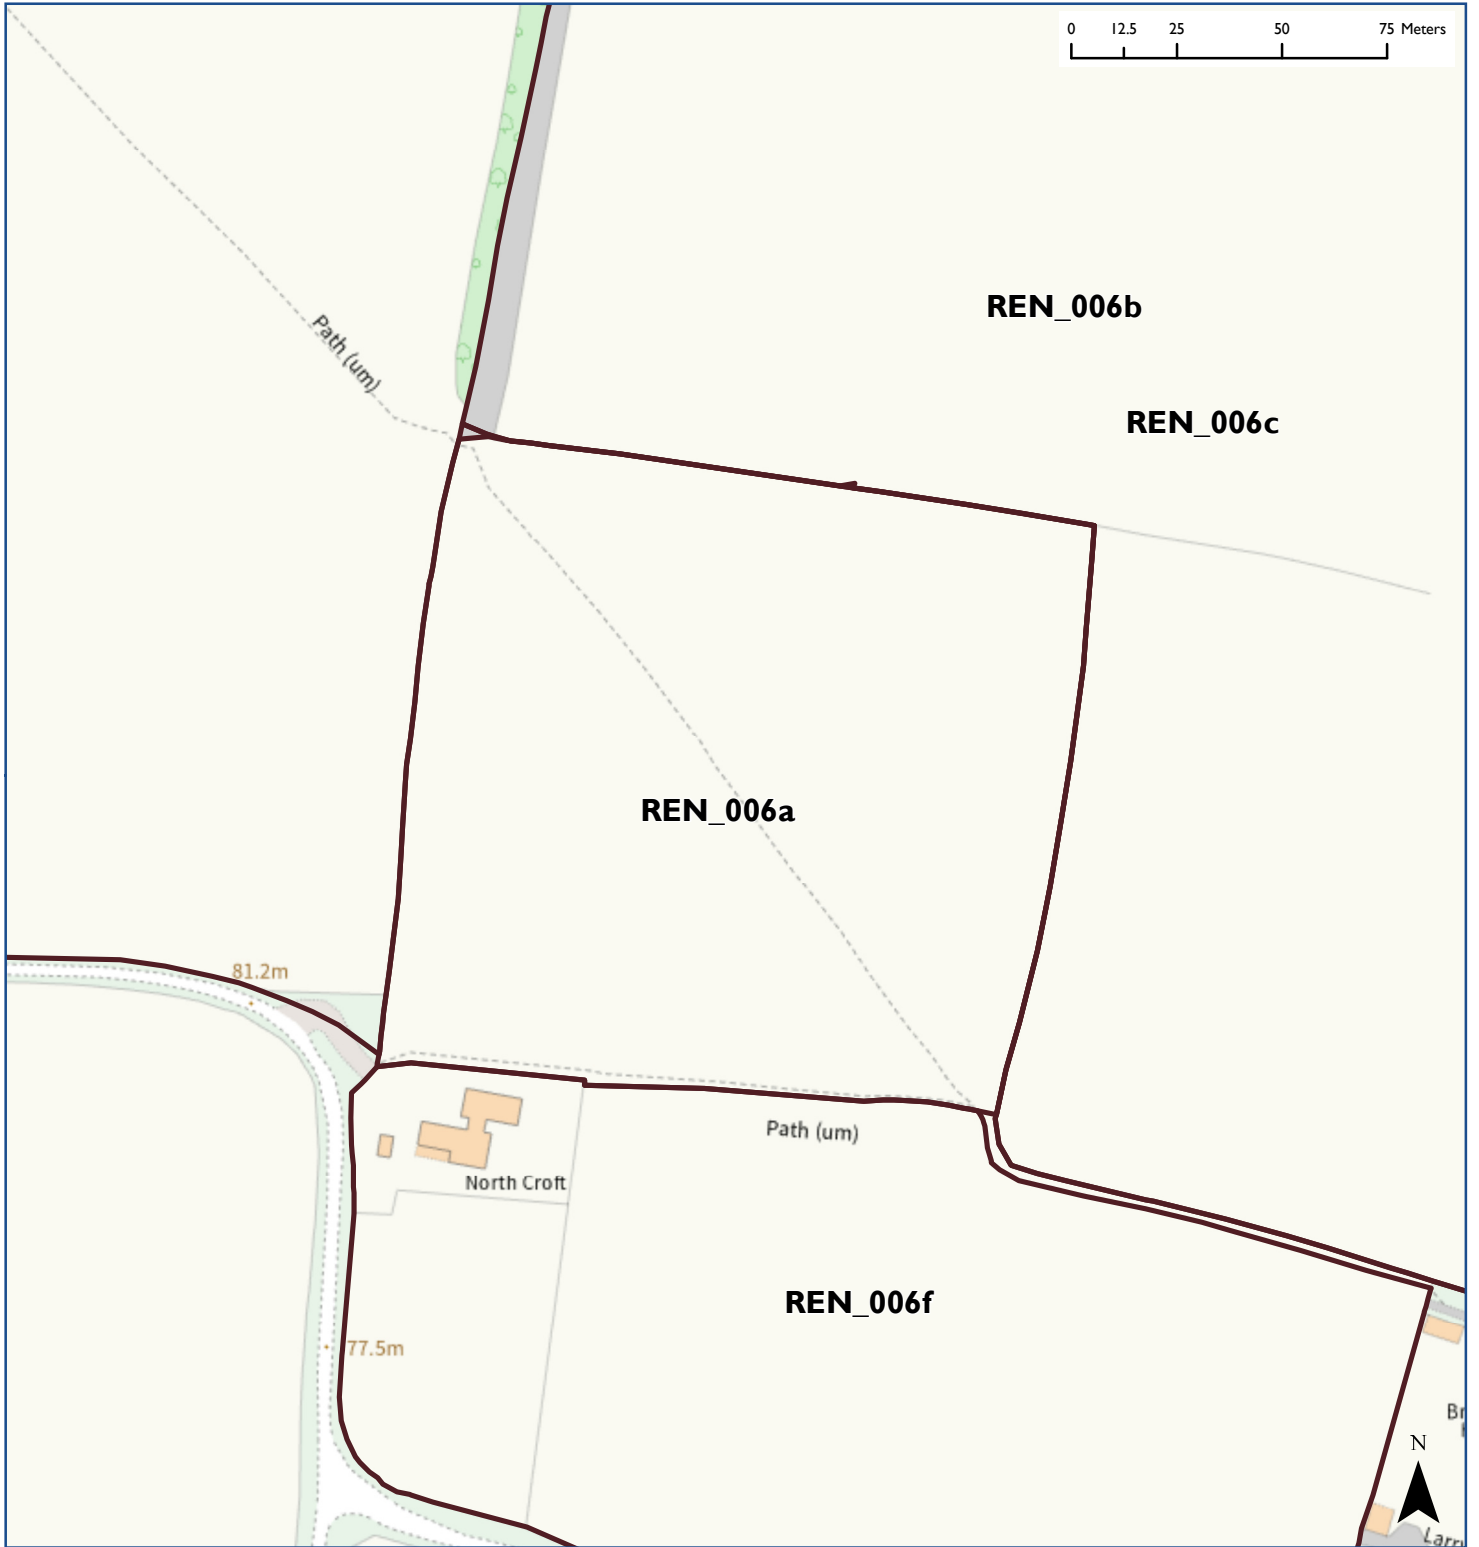 0 12.5 25 50 75 Meters
REN_006b
Path (um)
REN_006c
REN_006a
81.2m
Path (um)
North Croft
REN_006f
77.5m
N